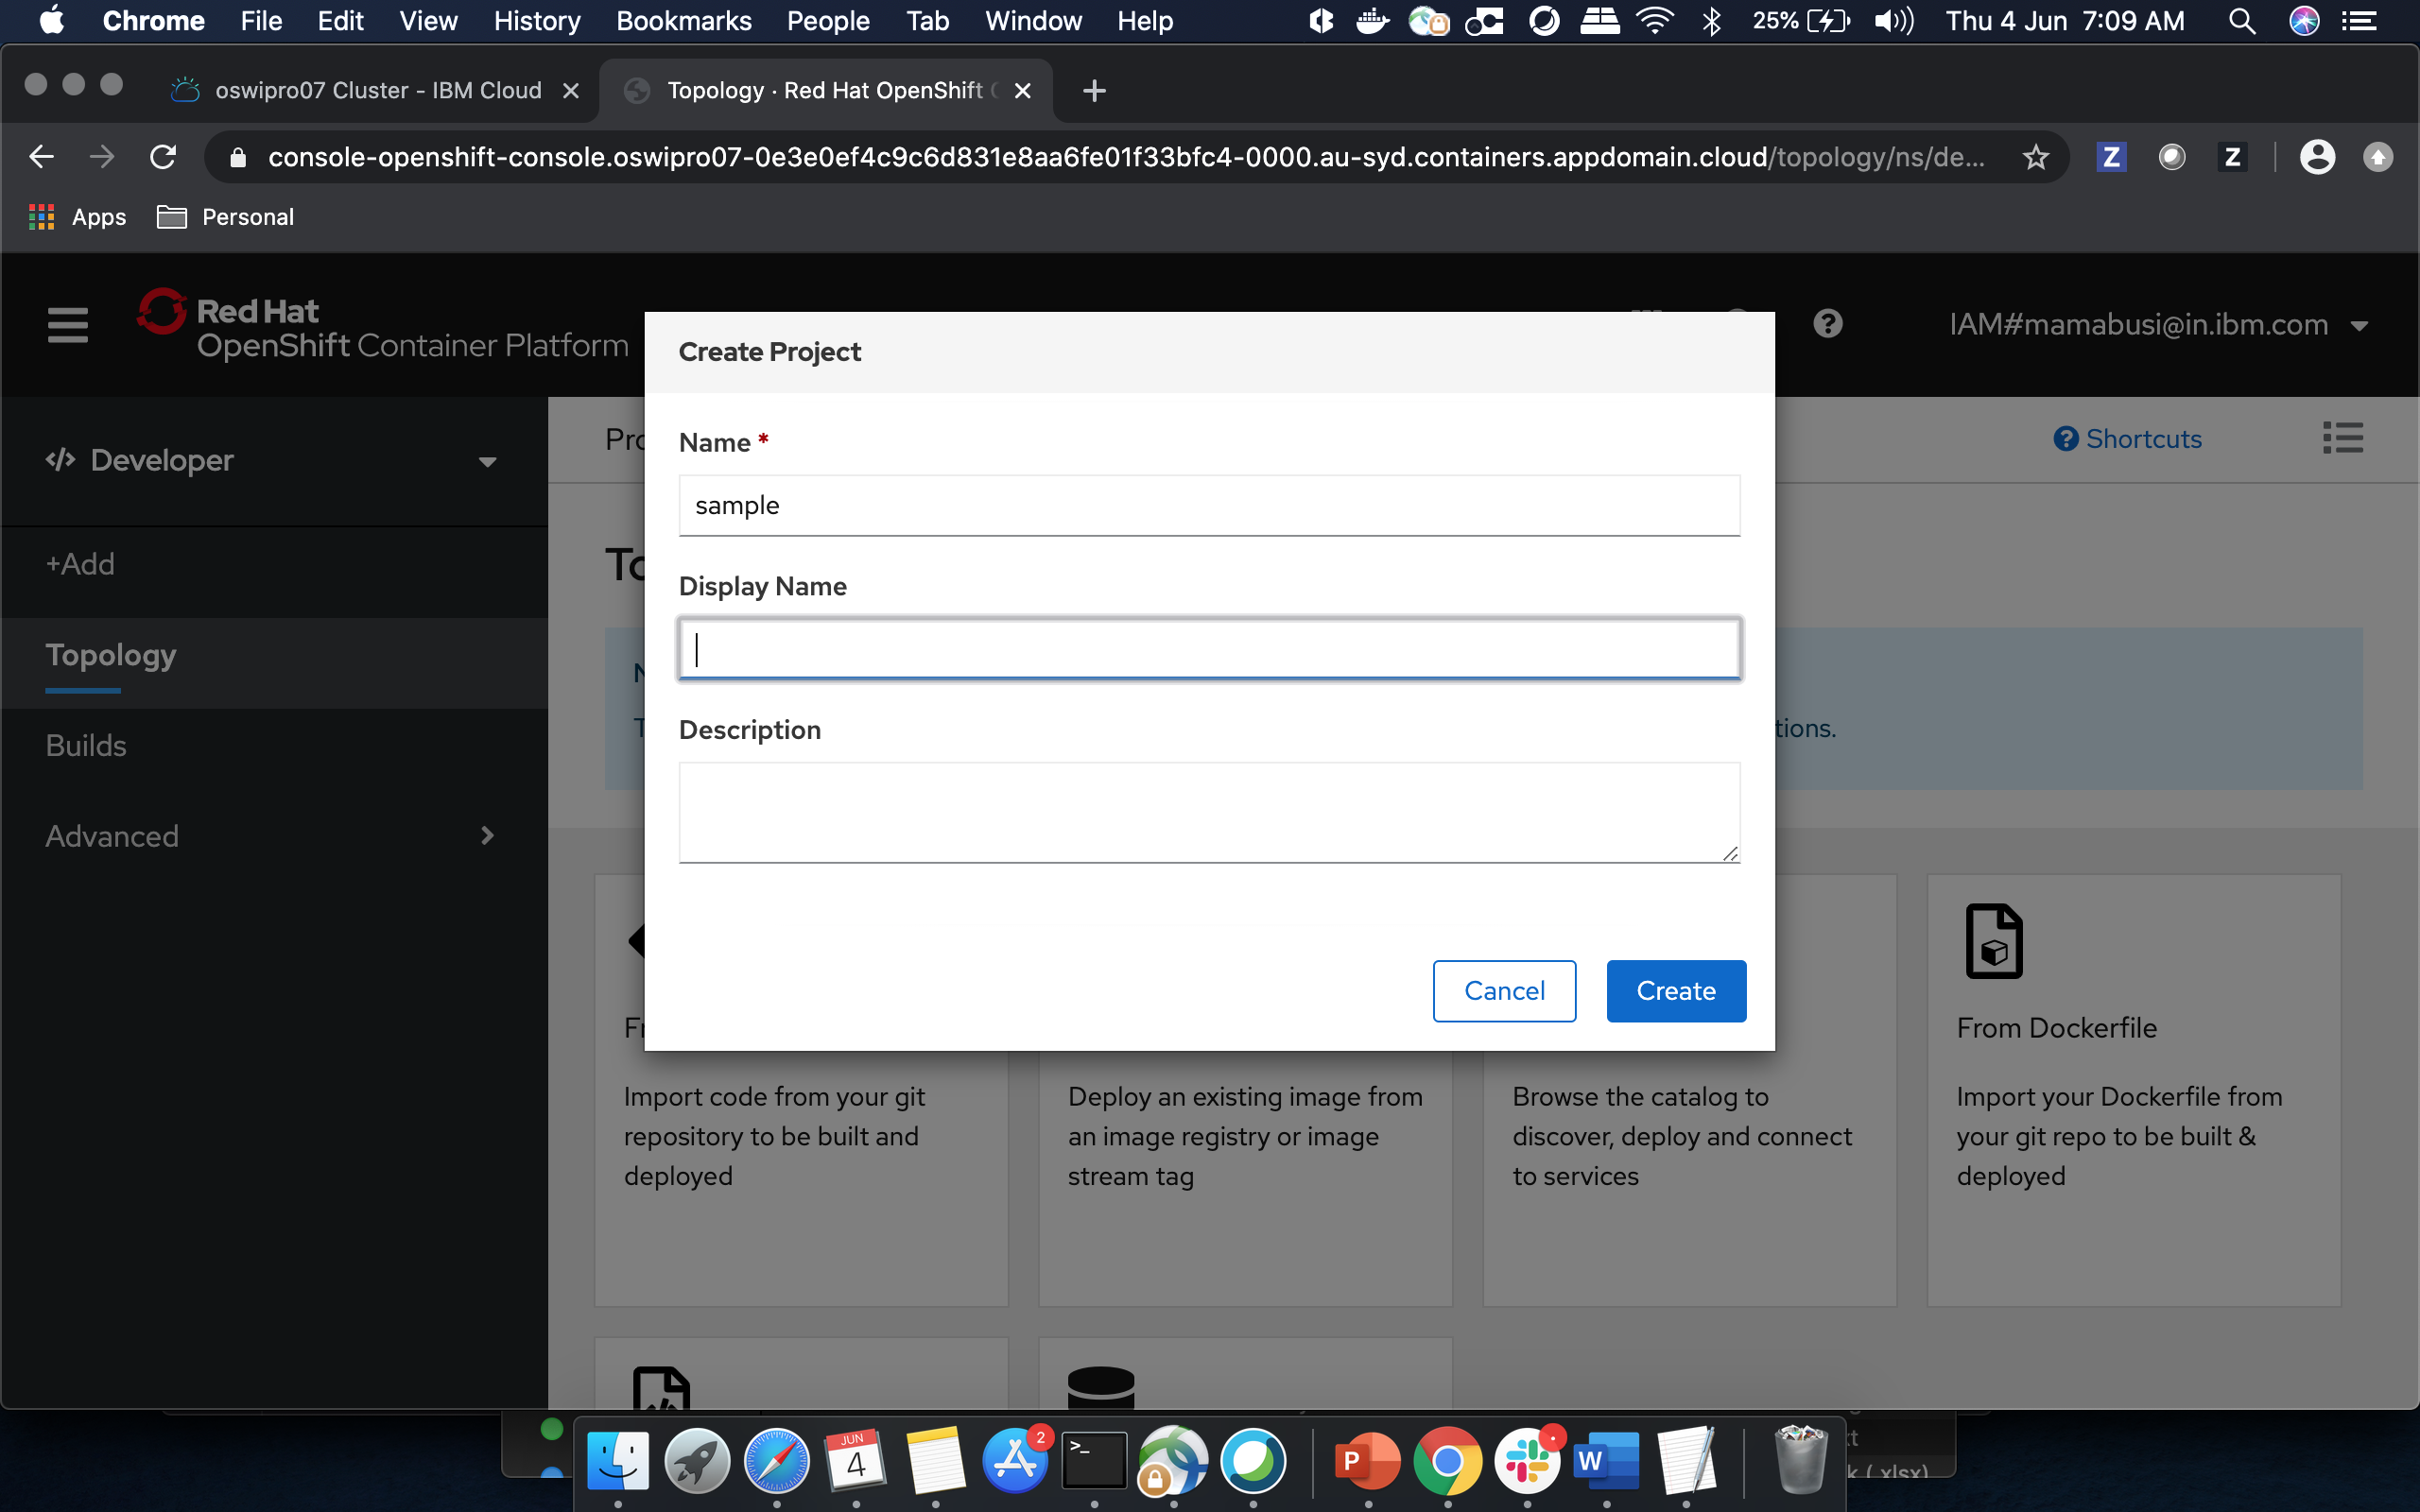 Chrome File Edit View History Bookmarks People Tab Window Help 25% Thu 4 Jun 7:09 AM
oswipro07 Cluster - IBM Cloud
Topology · Red Hat OpenShift
console-openshift-console.oswipro07-0e3e0ef4c9c6d831e8aa6fe01f33bfc4-0000.au-syd.containers.appdomain.cloud/topology/ns/de...
Z
Z
Apps Personal
Red Hat
OpenShift Container Platform
IAM#mamabusi@in.ibm.com
Developer
+Add
Topology
Builds
Advanced
Shortcuts
Create Project
Name *
sample
Display Name
Description
Cancel Create
tions.
From Dockerfile
Import code from your git
repository to be built and
deployed
Deploy an existing image from
an image registry or image
stream tag
Browse the catalog to
discover, deploy and connect
to services
Import your Dockerfile from
your git repo to be built &
deployed
JUN
4
2
>_
P
W